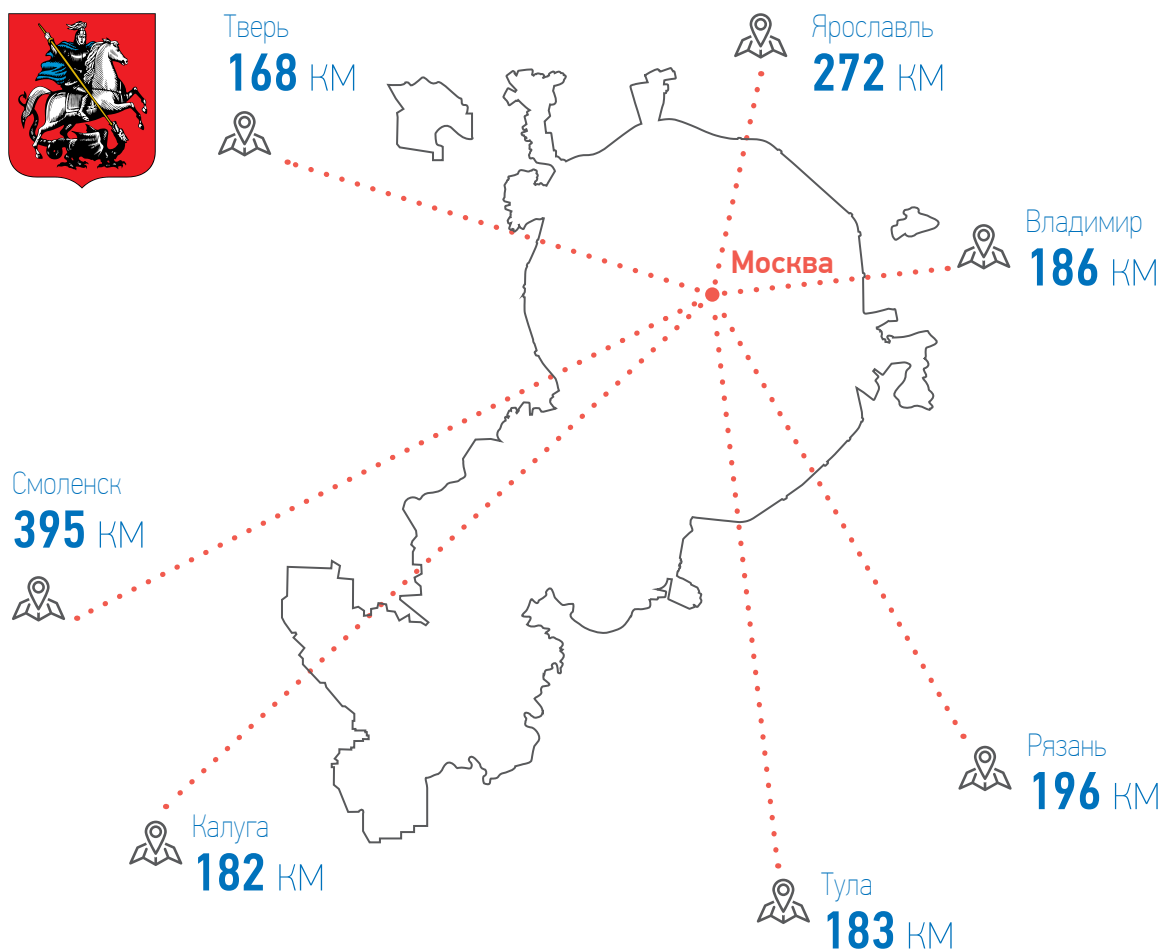 Тверь
168 км
Ярославль
272 км
Владимир
186 км
Москва
Смоленск
395 км
Рязань
196 км
Калуга
182 км
Тула
183 км